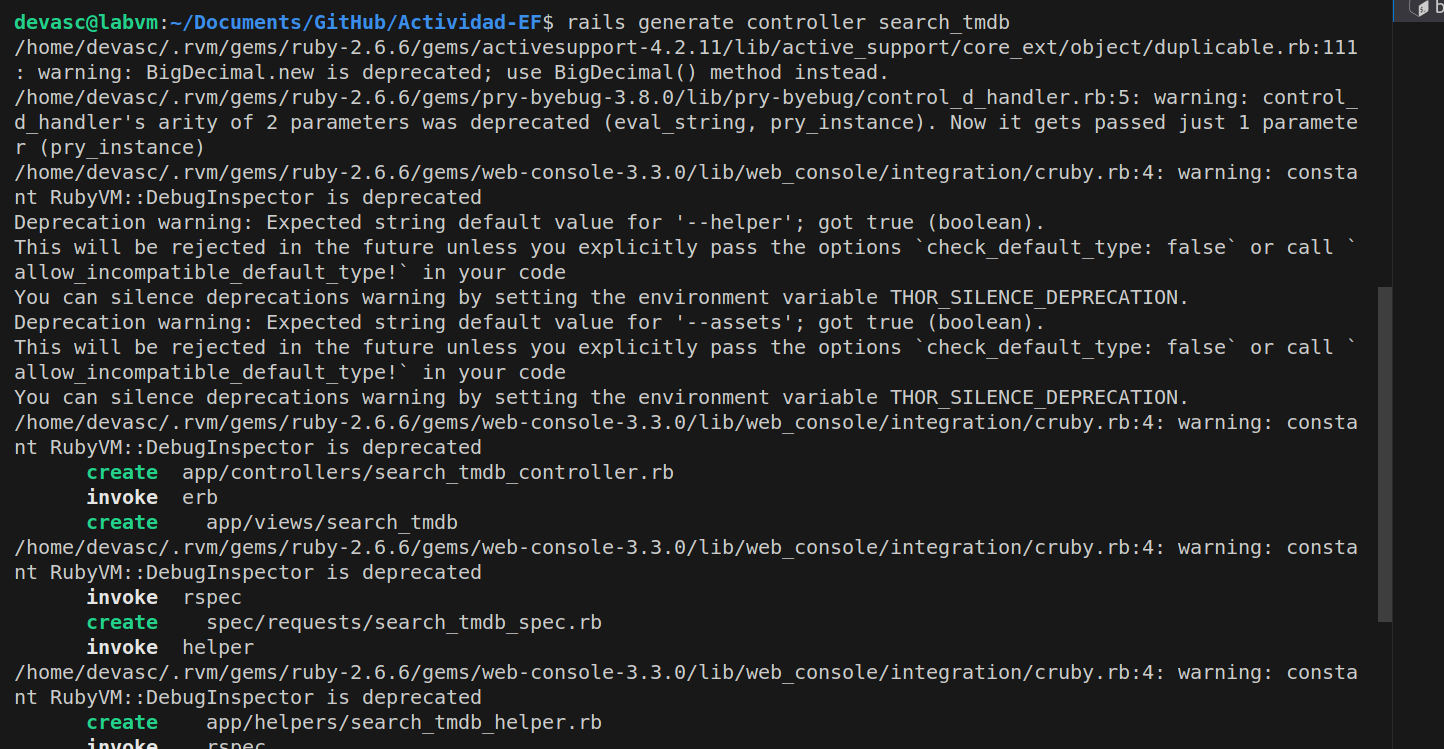 devasc@labvm:~/Documents/GitHub/Actividad-EF$ rails generate controller search_tmdb
/home/devasc/.rvm/gems/ruby-2.6.6/gems/activesupport-4.2.11/lib/active_support/core_ext/object/duplicable.rb:111
: warning: BigDecimal.new is deprecated; use BigDecimal() method instead.
/home/devasc/.rvm/gems/ruby-2.6.6/gems/pry-byebug-3.8.0/lib/pry-byebug/control_d_handler.rb:5: warning: control_
d_handler's arity of 2 parameters was deprecated (eval_string, pry_instance). Now it gets passed just 1 paramete
r (pry_instance)
/home/devasc/.rvm/gems/ruby-2.6.6/gems/web-console-3.3.0/lib/web_console/integration/cruby.rb:4: warning: consta
nt RubyVM::DebugInspector is deprecated
Deprecation warning: Expected string default value for '--helper'; got true (boolean).
This will be rejected in the future unless you explicitly pass the options `check_default_type: false` or call `
allow_incompatible_default_type!` in your code
You can silence deprecations warning by setting the environment variable THOR_SILENCE_DEPRECATION.
Deprecation warning: Expected string default value for '--assets'; got true (boolean).
This will be rejected in the future unless you explicitly pass the options `check_default_type: false` or call `
allow_incompatible_default_type!` in your code
You can silence deprecations warning by setting the environment variable THOR_SILENCE_DEPRECATION.
/home/devasc/.rvm/gems/ruby-2.6.6/gems/web-console-3.3.0/lib/web_console/integration/cruby.rb:4: warning: consta
nt RubyVM::DebugInspector is deprecated
      create  app/controllers/search_tmdb_controller.rb
      invoke  erb
      create    app/views/search_tmdb
/home/devasc/.rvm/gems/ruby-2.6.6/gems/web-console-3.3.0/lib/web_console/integration/cruby.rb:4: warning: consta
nt RubyVM::DebugInspector is deprecated
      invoke  rspec
      create    spec/requests/search_tmdb_spec.rb
      invoke  helper
/home/devasc/.rvm/gems/ruby-2.6.6/gems/web-console-3.3.0/lib/web_console/integration/cruby.rb:4: warning: consta
nt RubyVM::DebugInspector is deprecated
      create    app/helpers/search_tmdb_helper.rb
      invoke    rspec